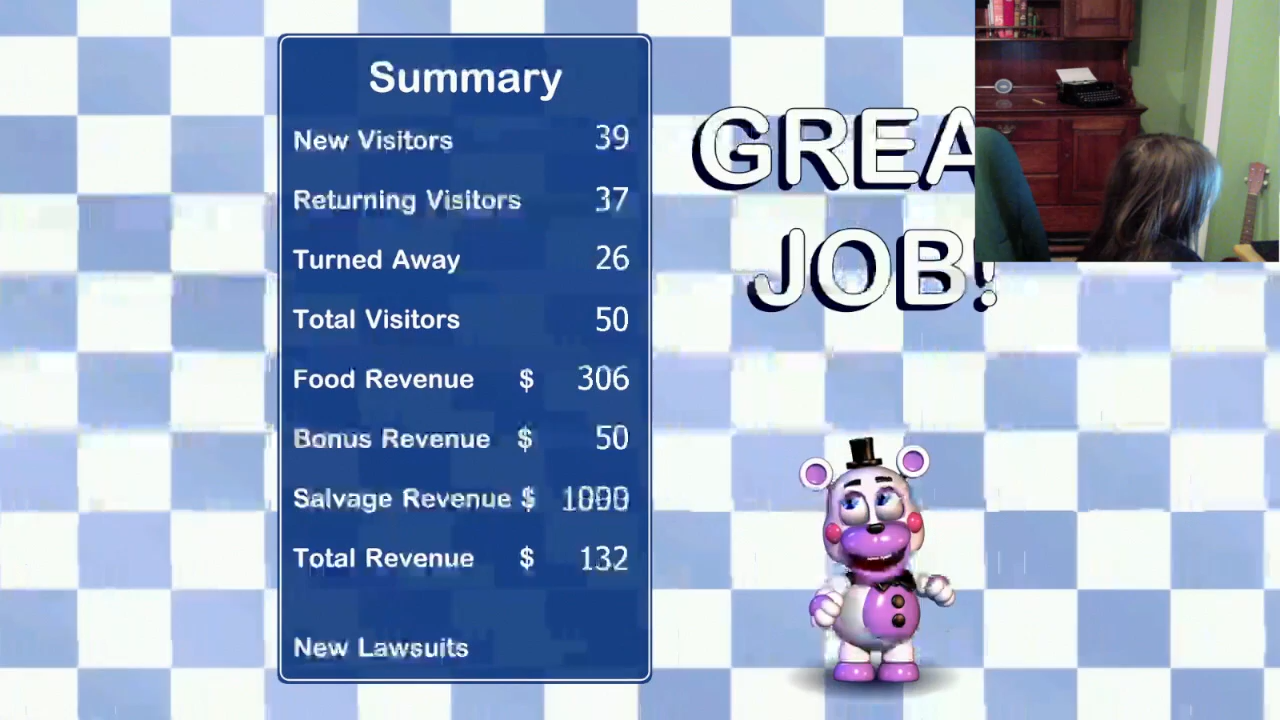 Summary
New Visitors 39
Returning Visitors 37
Turned Away 26
Total Visitors 50
Food Revenue $ 306
Bonus Revenue $ 50
Salvage Revenue $ 1000
Total Revenue $ 132
New Lawsuits
GREA
JOB!